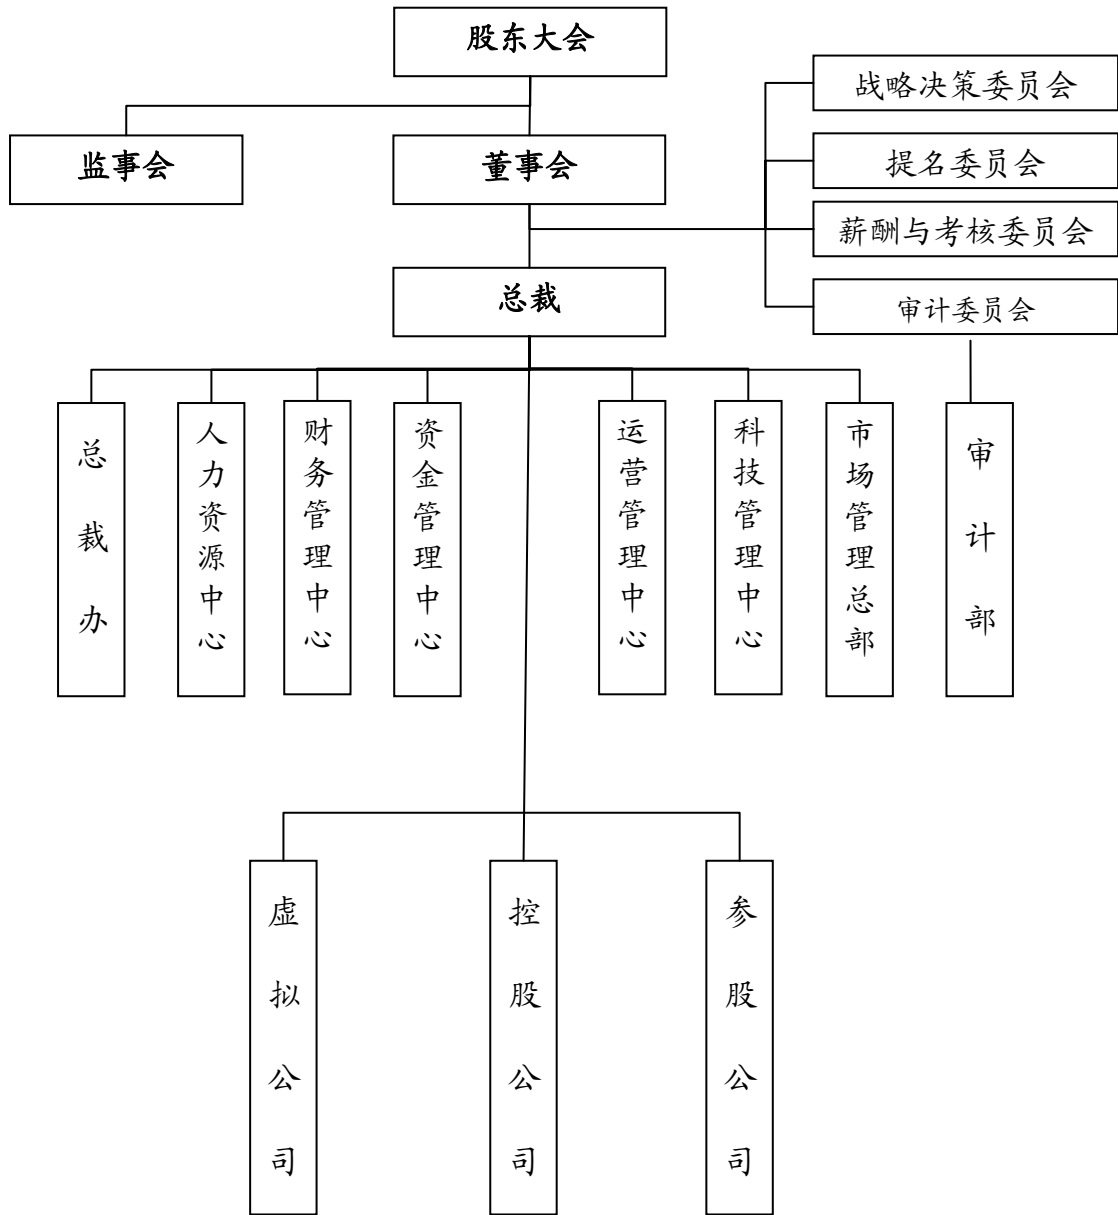 股东大会
战略决策委员会
监事会
董事会
提名委员会
薪酬与考核委员会
总裁
审计委员会
总裁办
人力资源中心
财务管理中心
资金管理中心
运营管理中心
科技管理中心
市场管理总部
审计部
虚拟公司
控股公司
参股公司